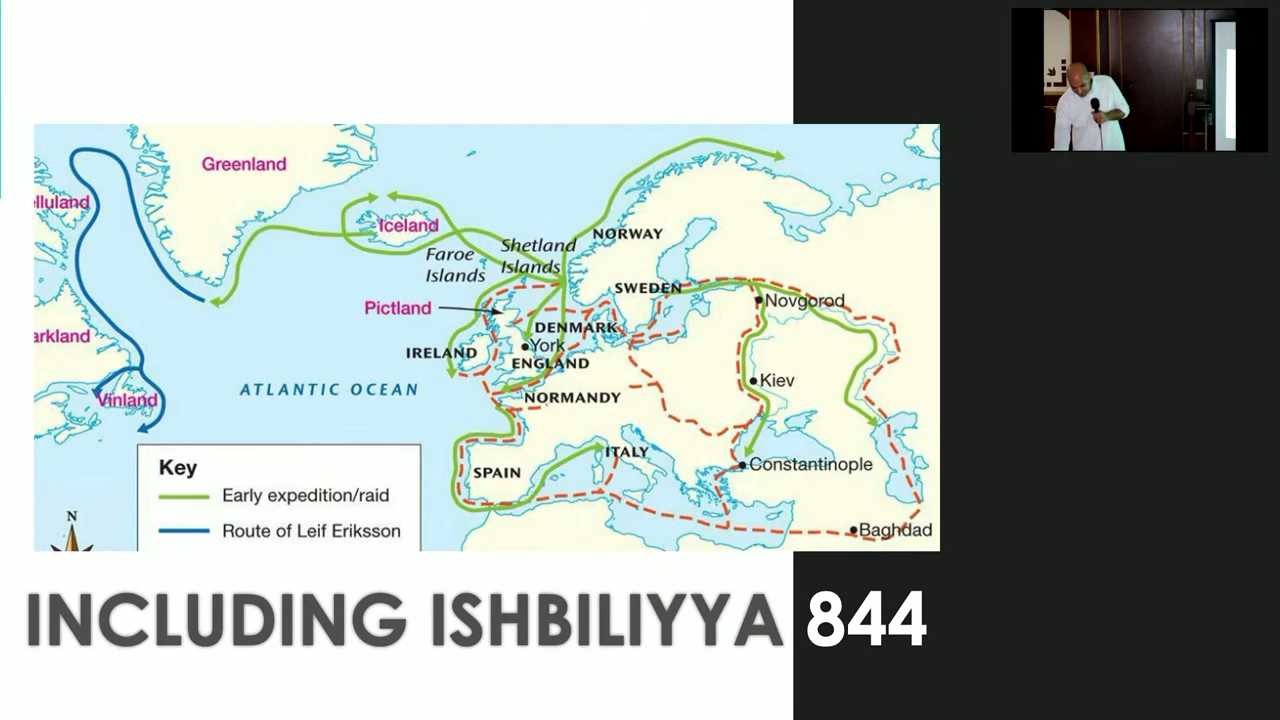 Greenland
elluland
Iceland
Shetland
Islands
Faroe
Islands
NORWAY
SWEDEN
Novgorod
Pictland
DENMARK
York
IRELAND
ENGLAND
arkland
ATLANTIC OCEAN
Kiev
Vinland
NORMANDY
ITALY
Constantinople
SPAIN
Key
Early expedition/raid
N
Route of Leif Eriksson
Baghdad
INCLUDING ISHBILIYYA 844